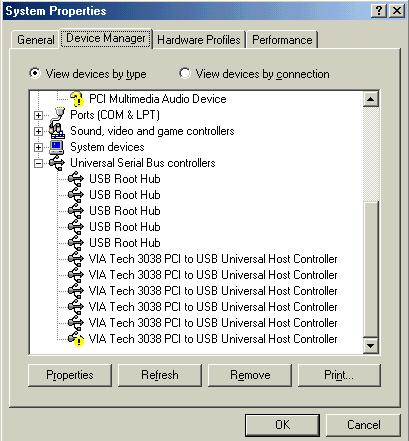 System Properties
General Device Manager Hardware Profiles Performance
View devices by type View devices by connection
PCI Multimedia Audio Device
Ports (COM & LPT)
Sound, video and game controllers
System devices
Universal Serial Bus controllers
USB Root Hub
USB Root Hub
USB Root Hub
USB Root Hub
USB Root Hub
VIA Tech 3038 PCI to USB Universal Host Controller
VIA Tech 3038 PCI to USB Universal Host Controller
VIA Tech 3038 PCI to USB Universal Host Controller
VIA Tech 3038 PCI to USB Universal Host Controller
VIA Tech 3038 PCI to USB Universal Host Controller
VIA Tech 3038 PCI to USB Universal Host Controller
Properties Refresh Remove Print...
OK Cancel